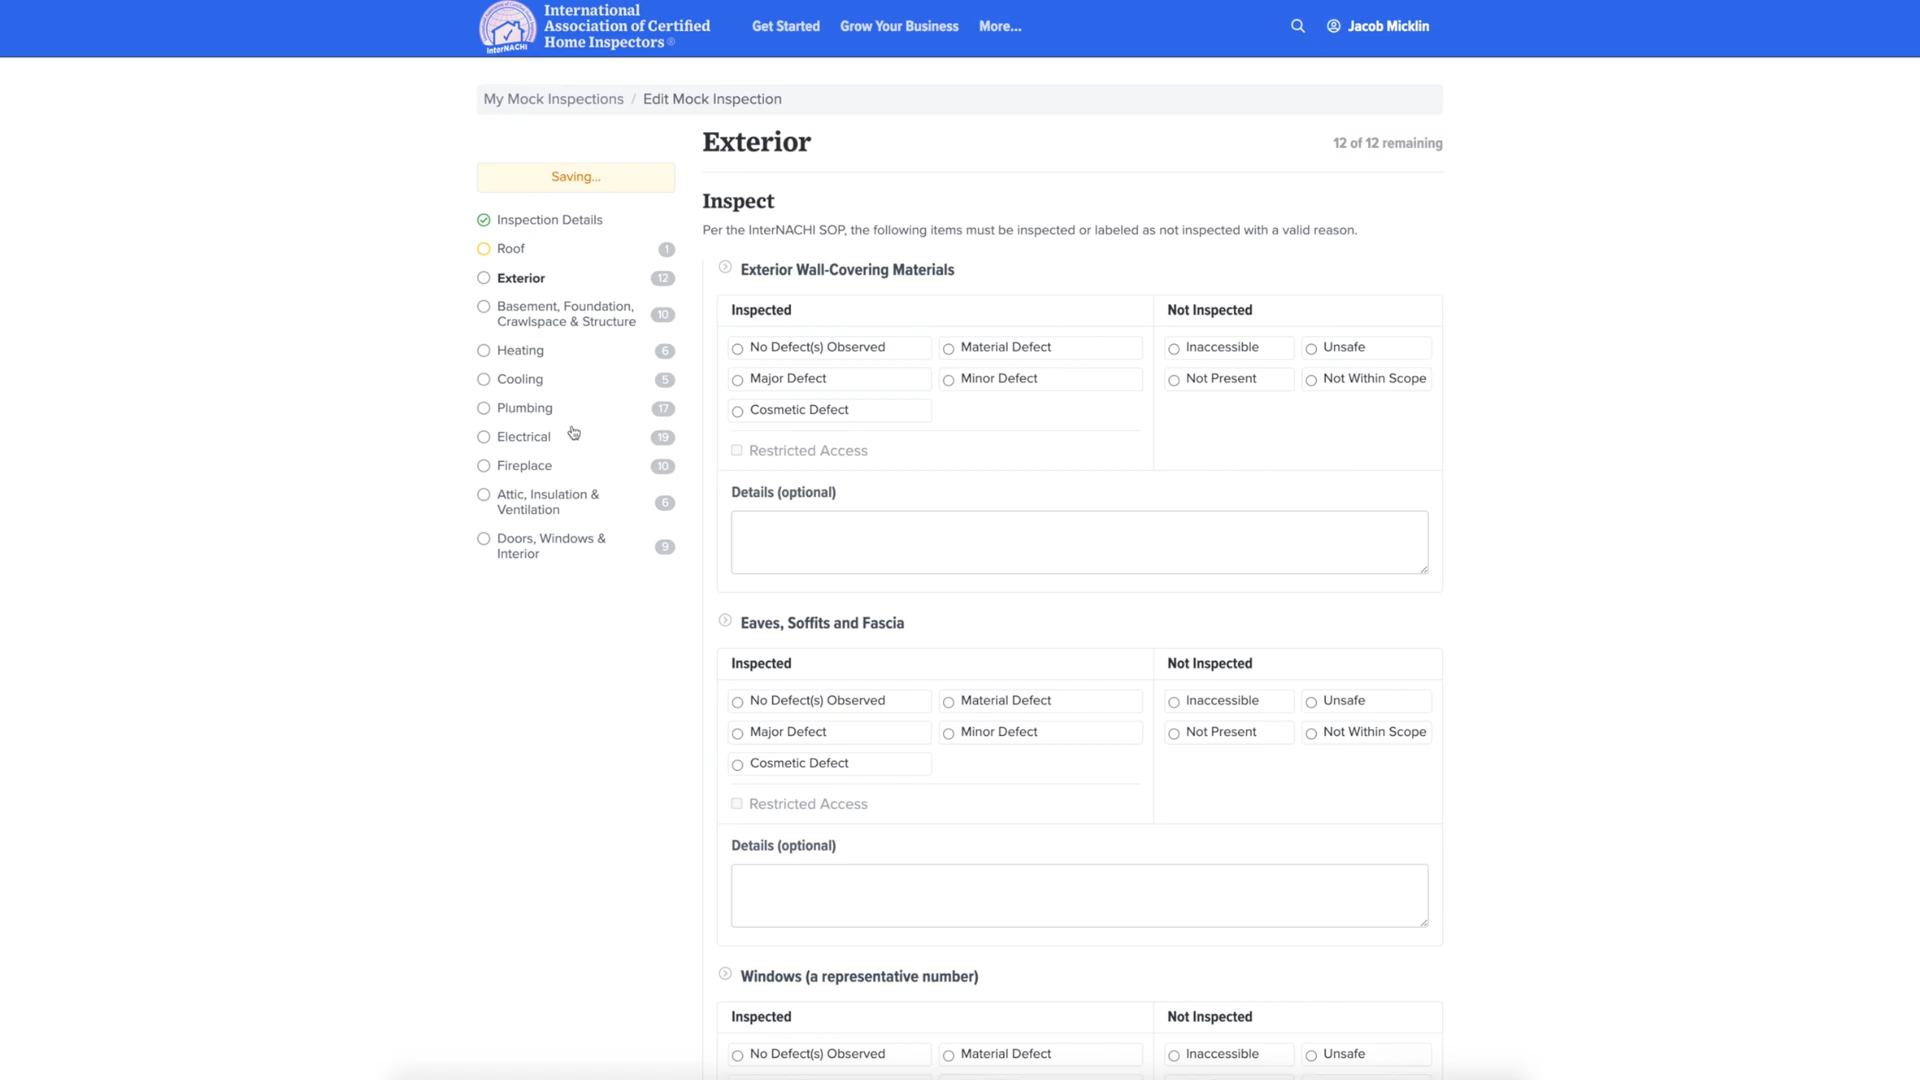 International
Association of Certified
Home Inspectors®
InterNACHI
Get Started
Grow Your Business
More...
Jacob Micklin
My Mock Inspections / Edit Mock Inspection
Exterior
12 of 12 remaining
Saving...
Inspection Details
Roof 1
Exterior 12
Basement, Foundation,
Crawlspace & Structure 10
Heating 6
Cooling 5
Plumbing 17
Electrical 19
Fireplace 10
Attic, Insulation &
Ventilation 6
Doors, Windows &
Interior 9
Inspect
Per the InterNACHI SOP, the following items must be inspected or labeled as not inspected with a valid reason.
Exterior Wall-Covering Materials
Inspected Not Inspected
No Defect(s) Observed Material Defect Inaccessible Unsafe
Major Defect Minor Defect Not Present Not Within Scope
Cosmetic Defect
Restricted Access
Details (optional)
Eaves, Soffits and Fascia
Inspected Not Inspected
No Defect(s) Observed Material Defect Inaccessible Unsafe
Major Defect Minor Defect Not Present Not Within Scope
Cosmetic Defect
Restricted Access
Details (optional)
Windows (a representative number)
Inspected Not Inspected
No Defect(s) Observed Material Defect Inaccessible Unsafe